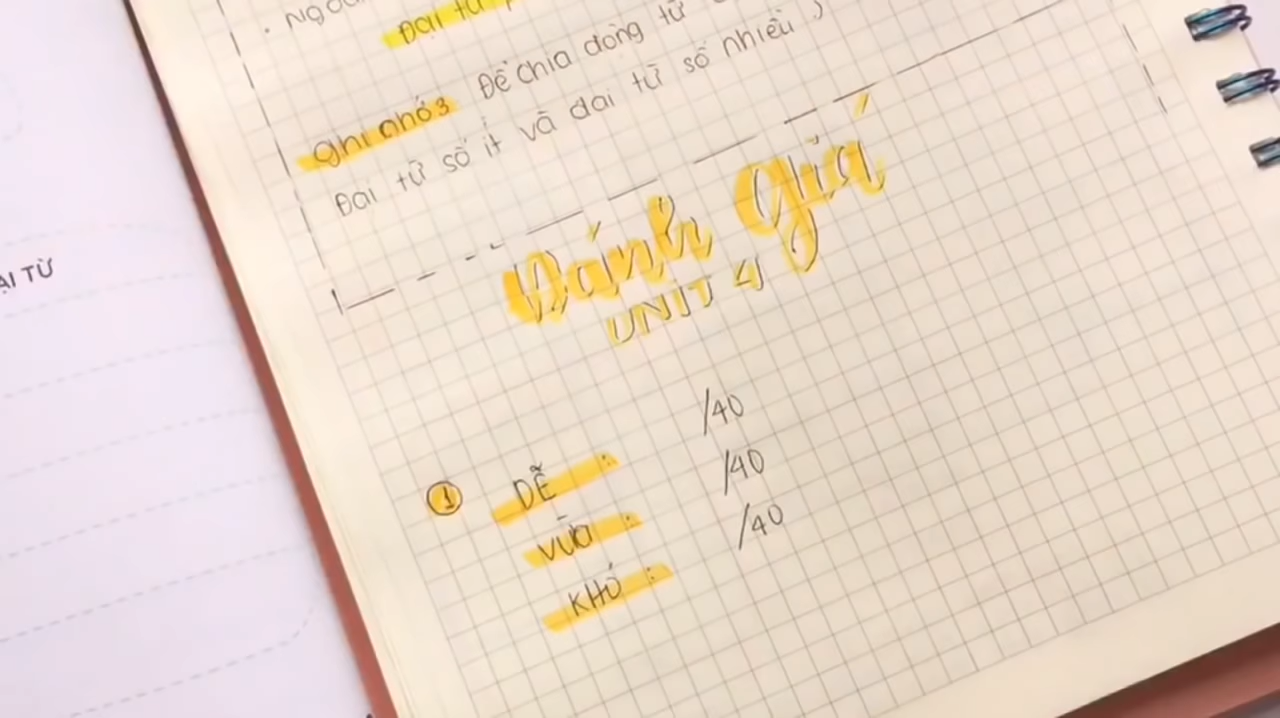 Đại từ
Ghi nhớ 3 Để chia động từ
Đại từ số ít và đại từ số nhiều )
ẠI TỪ
Đánh giá
UNIT 4
/40
① DỄ : /40
VỪA : /40
KHÓ :